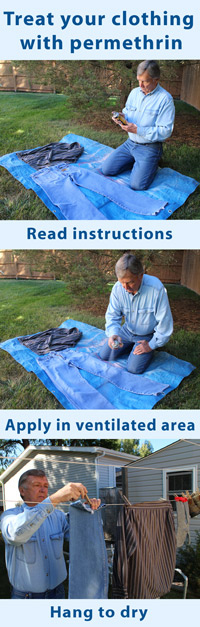 Treat your clothing
with permethrin
Read instructions
Apply in ventilated area
Hang to dry